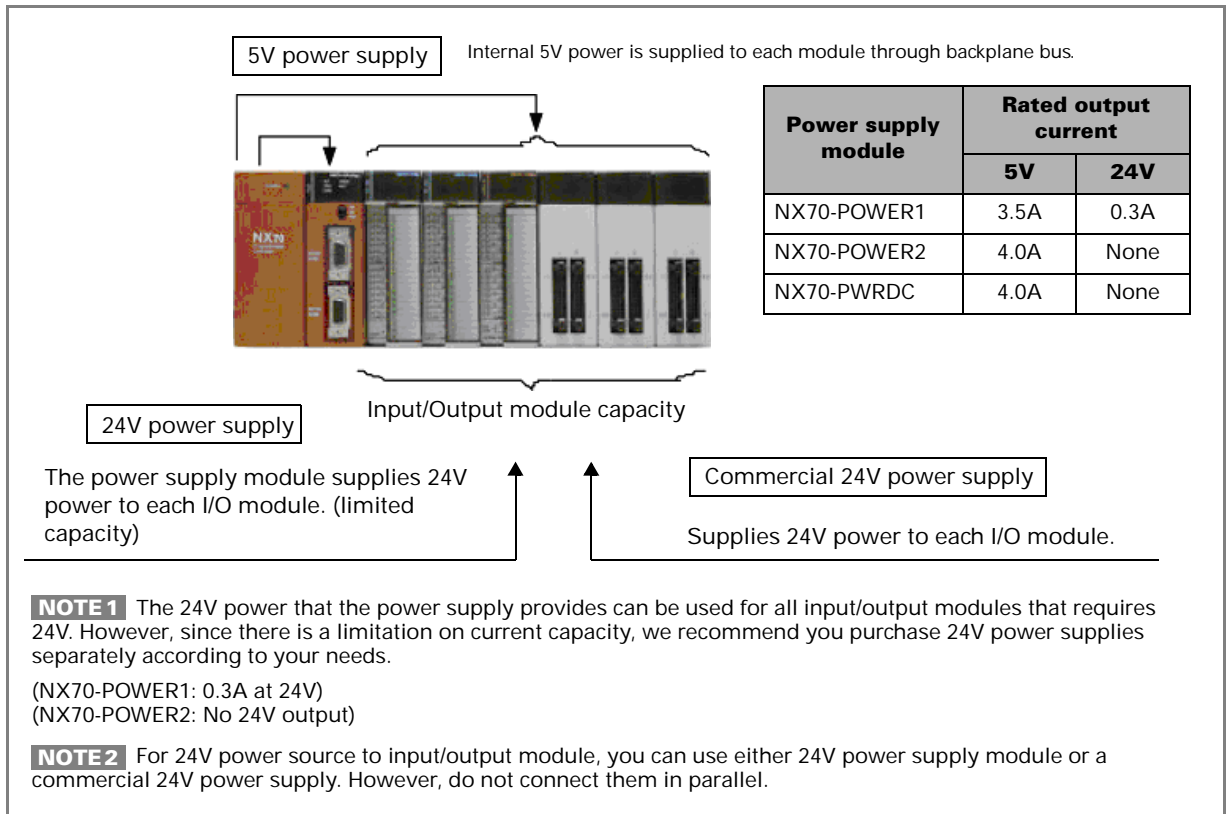 5V power supply
Internal 5V power is supplied to each module through backplane bus.
Power supply module
Rated output current
5V
24V
NX70-POWER1
3.5A
0.3A
NX70-POWER2
4.0A
None
NX70-PWRDC
4.0A
None
NX70
Input/Output module capacity
24V power supply
The power supply module supplies 24V
power to each I/O module. (limited
capacity)
Commercial 24V power supply
Supplies 24V power to each I/O module.
NOTE 1 The 24V power that the power supply provides can be used for all input/output modules that requires
24V. However, since there is a limitation on current capacity, we recommend you purchase 24V power supplies
separately according to your needs.
(NX70-POWER1: 0.3A at 24V)
(NX70-POWER2: No 24V output)
NOTE 2 For 24V power source to input/output module, you can use either 24V power supply module or a
commercial 24V power supply. However, do not connect them in parallel.